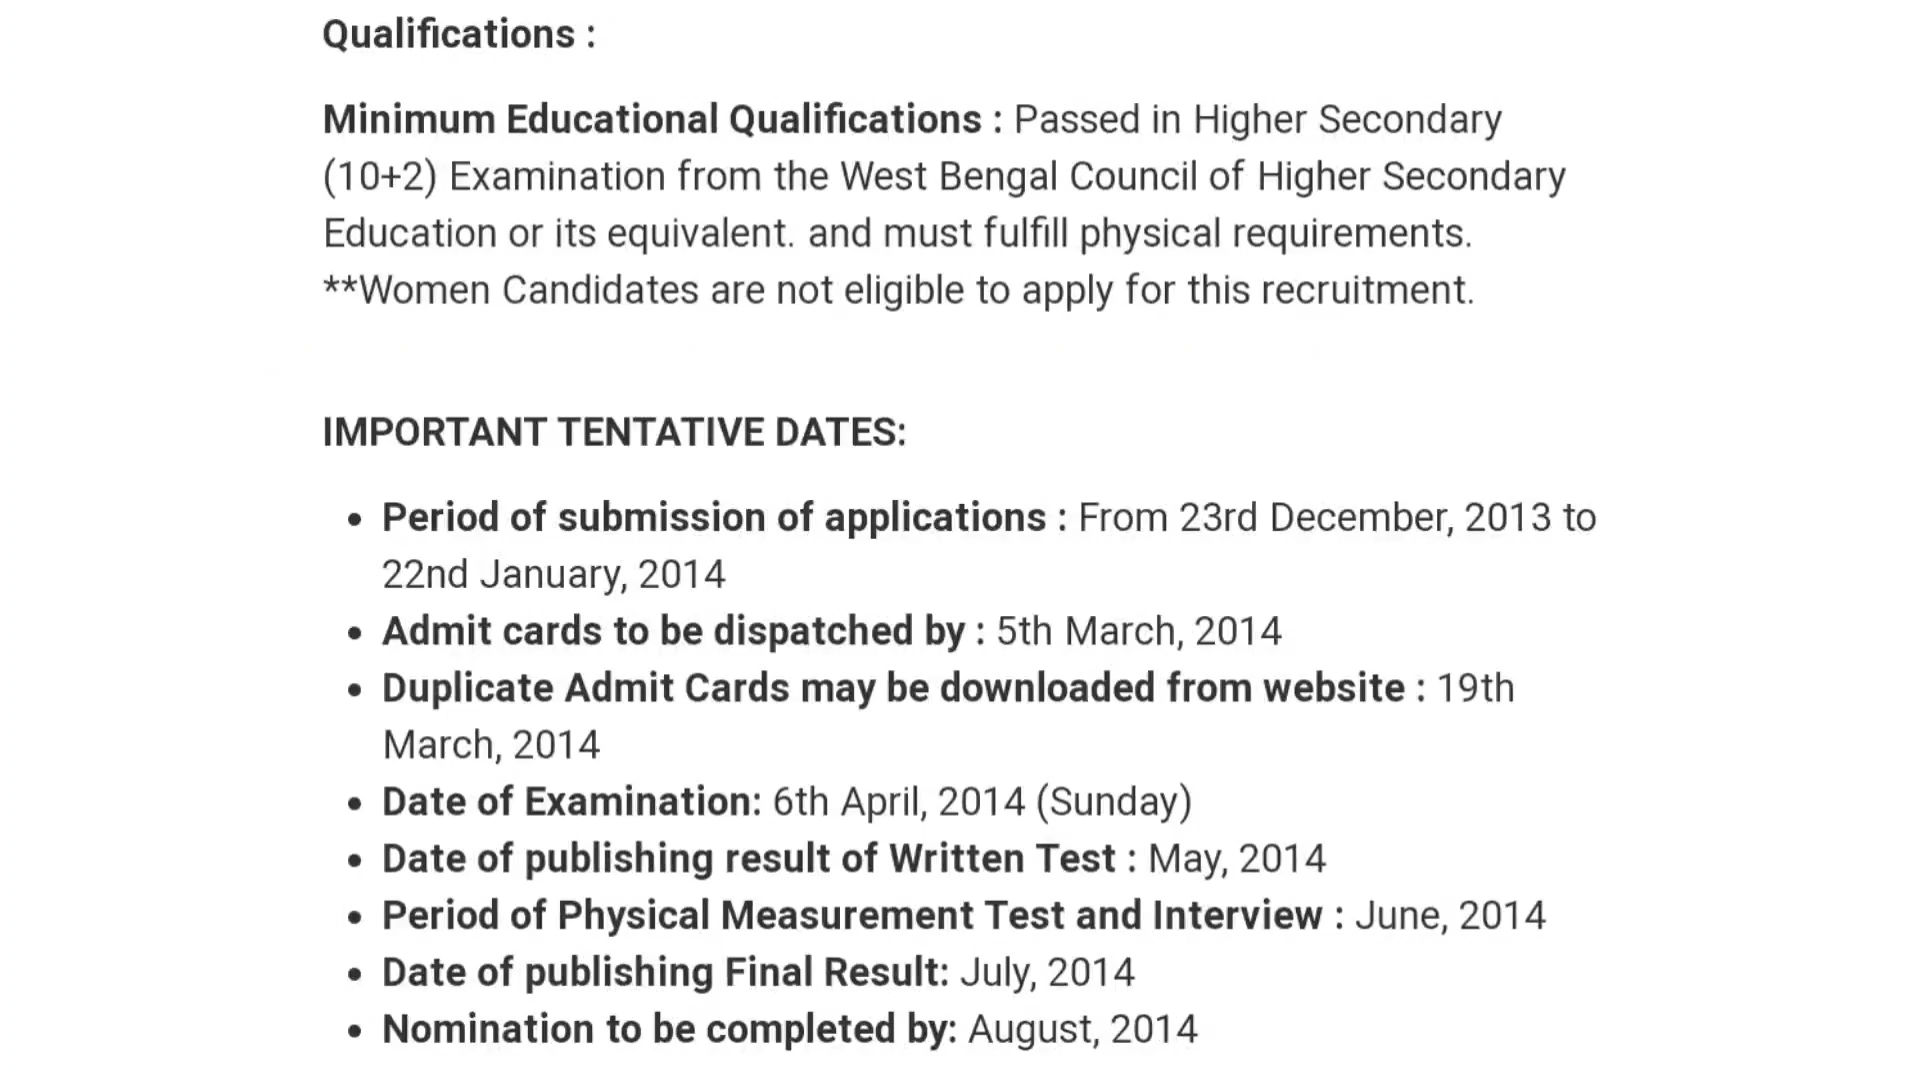 Qualifications :
Minimum Educational Qualifications : Passed in Higher Secondary
(10+2) Examination from the West Bengal Council of Higher Secondary
Education or its equivalent. and must fulfill physical requirements.
**Women Candidates are not eligible to apply for this recruitment.
IMPORTANT TENTATIVE DATES:
• Period of submission of applications : From 23rd December, 2013 to
22nd January, 2014
• Admit cards to be dispatched by : 5th March, 2014
• Duplicate Admit Cards may be downloaded from website : 19th
March, 2014
• Date of Examination: 6th April, 2014 (Sunday)
• Date of publishing result of Written Test : May, 2014
• Period of Physical Measurement Test and Interview : June, 2014
• Date of publishing Final Result: July, 2014
• Nomination to be completed by: August, 2014